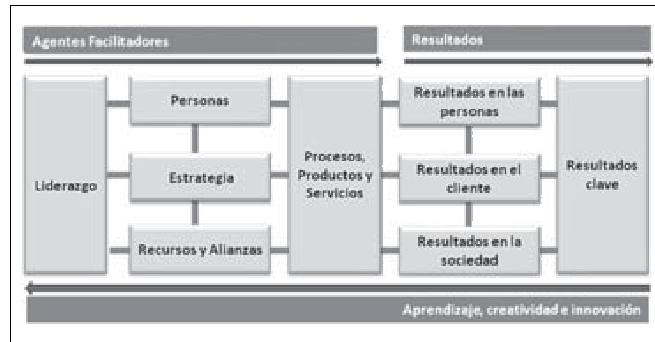 Agentes Facilitadores
Resultados
Liderazgo
Personas
Estrategia
Recursos y Alianzas
Procesos,
Productos y
Servicios
Resultados en las
personas
Resultados en el
cliente
Resultados en la
sociedad
Resultados
clave
Aprendizaje, creatividad e innovación